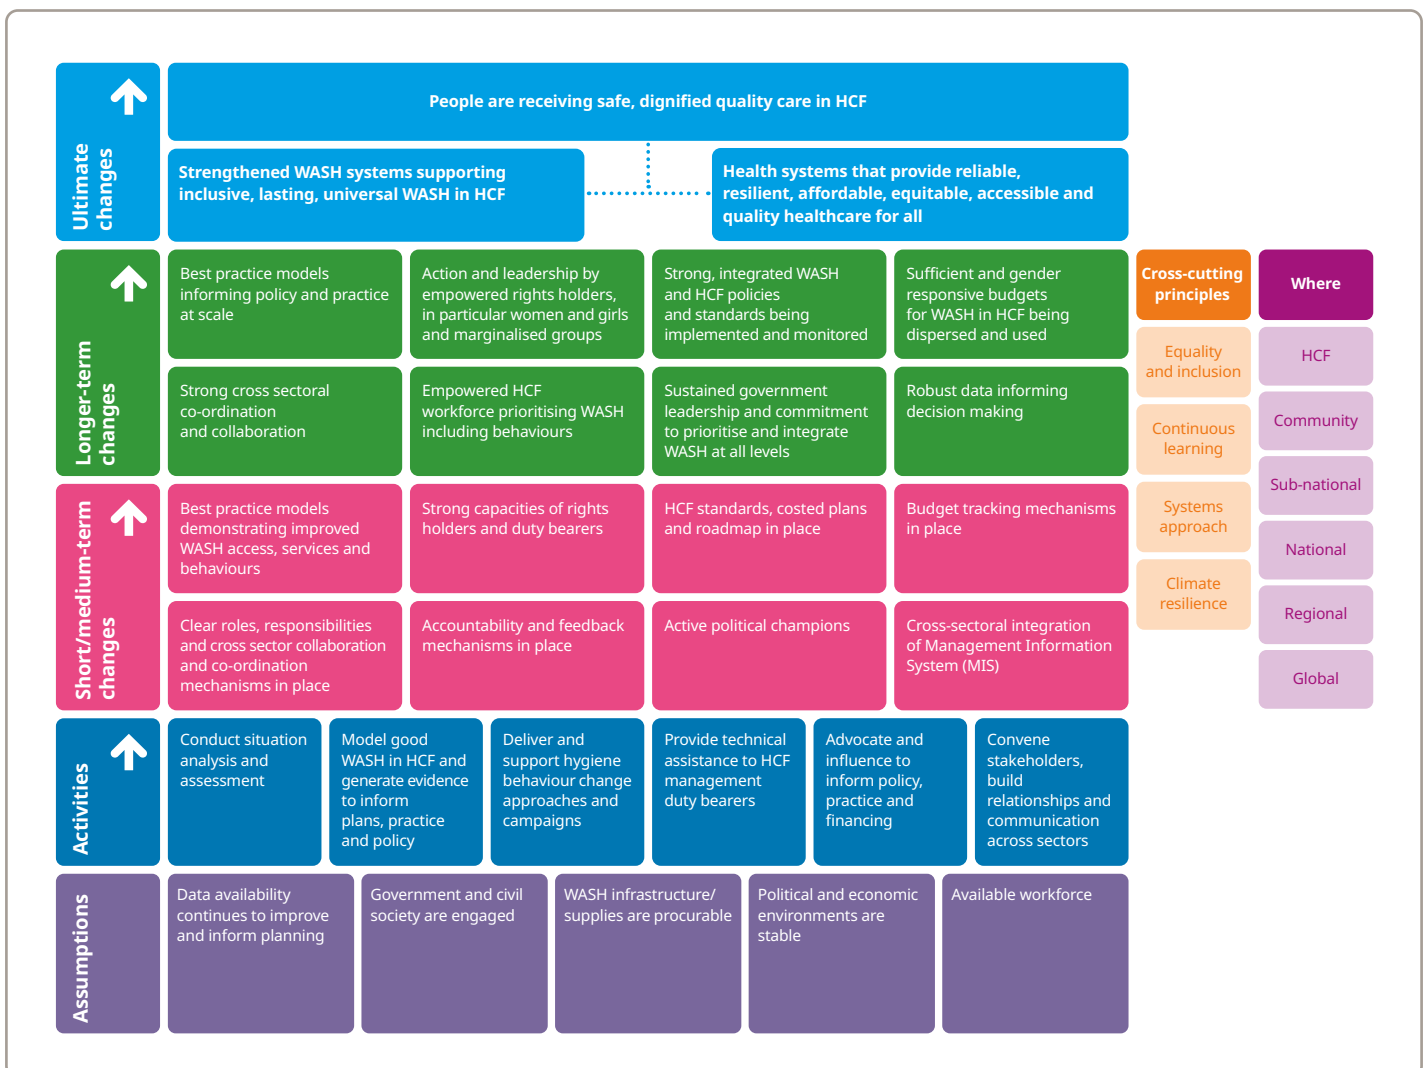 Ultimate
changes
People are receiving safe, dignified quality care in HCF
Strengthened WASH systems supporting
inclusive, lasting, universal WASH in HCF
Health systems that provide reliable,
resilient, affordable, equitable, accessible and
quality healthcare for all
Longer-term
changes
Best practice models
informing policy and practice
at scale
Action and leadership by
empowered rights holders,
in particular women and girls
and marginalised groups
Strong, integrated WASH
and HCF policies
and standards being
implemented and monitored
Sufficient and gender
responsive budgets
for WASH in HCF being
dispersed and used
Strong cross sectoral
co-ordination
and collaboration
Empowered HCF
workforce prioritising WASH
including behaviours
Sustained government
leadership and commitment
to prioritise and integrate
WASH at all levels
Robust data informing
decision making
Short/medium-term
changes
Best practice models
demonstrating improved
WASH access, services and
behaviours
Strong capacities of rights
holders and duty bearers
HCF standards, costed plans
and roadmap in place
Budget tracking mechanisms
in place
Clear roles, responsibilities
and cross sector collaboration
and co-ordination
mechanisms in place
Accountability and feedback
mechanisms in place
Active political champions
Cross-sectoral integration
of Management Information
System (MIS)
Activities
Conduct situation
analysis and
assessment
Model good
WASH in HCF and
generate evidence
to inform
plans, practice
and policy
Deliver and
support hygiene
behaviour change
approaches and
campaigns
Provide technical
assistance to HCF
management
duty bearers
Advocate and
influence to
inform policy,
practice and
financing
Convene
stakeholders,
build
relationships and
communication
across sectors
Assumptions
Data availability
continues to improve
and inform planning
Government and civil
society are engaged
WASH infrastructure/
supplies are procurable
Political and economic
environments are
stable
Available workforce
Cross-cutting
principles
Equality
and inclusion
Continuous
learning
Systems
approach
Climate
resilience
Where
HCF
Community
Sub-national
National
Regional
Global